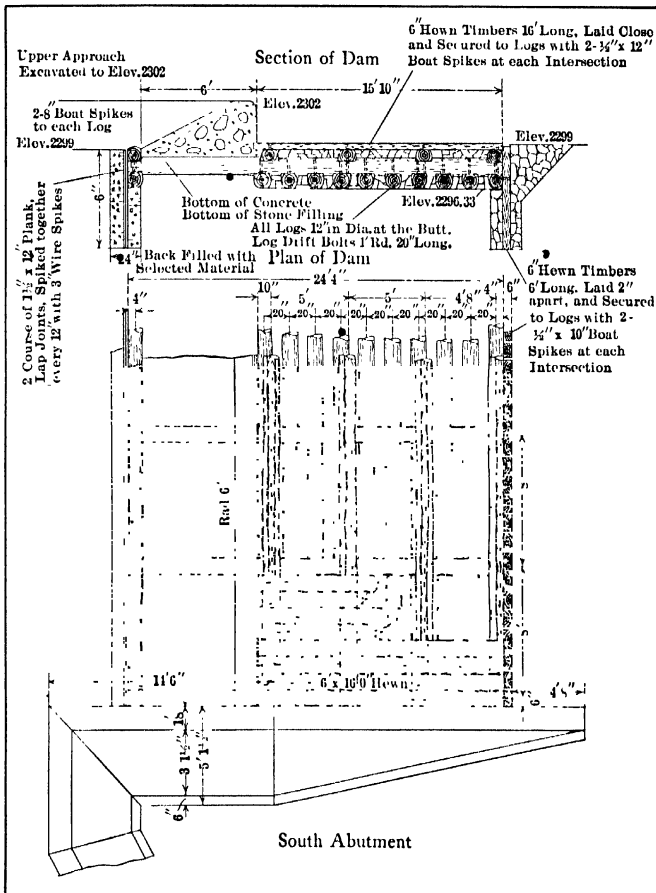 Section of Dam
6" Hewn Timbers 16' Long, Laid Close
and Secured to Logs with 2-½" x 12"
Boat Spikes at each Intersection
Upper Approach
Excavated to Elev. 2302
6'
15'10"
Elev. 2302
2-8" Boat Spikes
to each Log
Elev. 2299
Elev. 2299
6"
Bottom of Concrete
Bottom of Stone Filling
Elev. 2296.33
All Logs 12" in Dia. at the Butt.
Log Drift Bolts 1" Rd. 20" Long.
24"
Back Filled with
Selected Material
Plan of Dam
24'4"
4"
10"
5'
5'
4'8"
4"
6"
20" 20" 20" 20" 20" 20" 20" 20"
6" Hewn Timbers
6' Long. Laid 2"
apart, and Secured
to Logs with 2-
½" x 10" Boat
Spikes at each
Intersection
2 Course of 1½" x 12 Plank,
Lap Joints, Spiked together
every 12" with 3" Wire Spikes
Rad 6'
5'
11'6"
6" x 16'0" Hewn
6"
4'8"
18"
3'1½"
5'1½"
6"
South Abutment